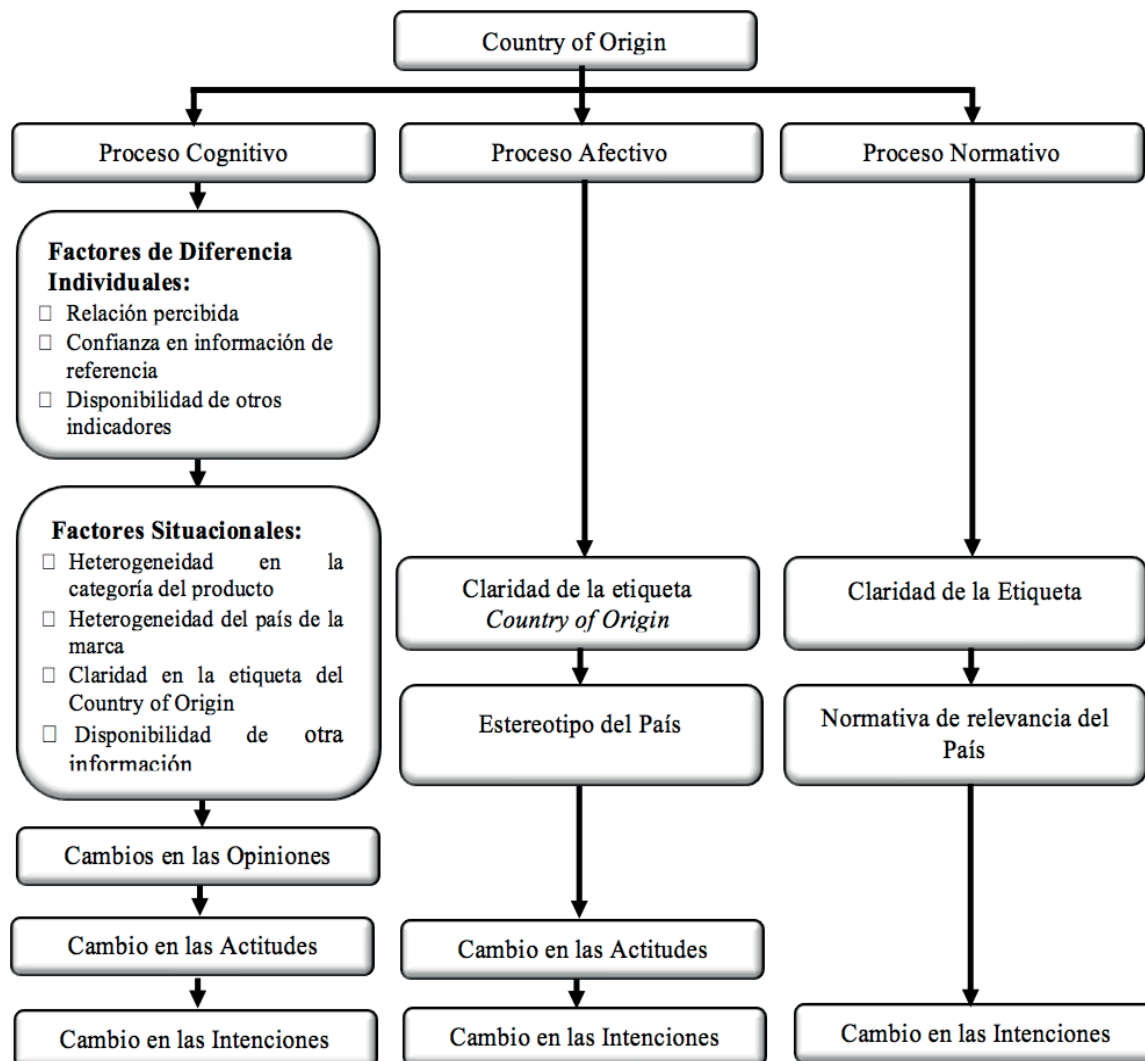 Country of Origin
Proceso Cognitivo
Proceso Afectivo
Proceso Normativo
Factores de Diferencia
Individuales:
Relación percibida
Confianza en información de
referencia
Disponibilidad de otros
indicadores
Factores Situacionales:
Heterogeneidad en la
categoría del producto
Heterogeneidad del país de la
marca
Claridad en la etiqueta del
Country of Origin
Disponibilidad de otra
información
Cambios en las Opiniones
Cambio en las Actitudes
Cambio en las Intenciones
Claridad de la etiqueta
Country of Origin
Estereotipo del País
Cambio en las Actitudes
Cambio en las Intenciones
Claridad de la Etiqueta
Normativa de relevancia del
País
Cambio en las Intenciones